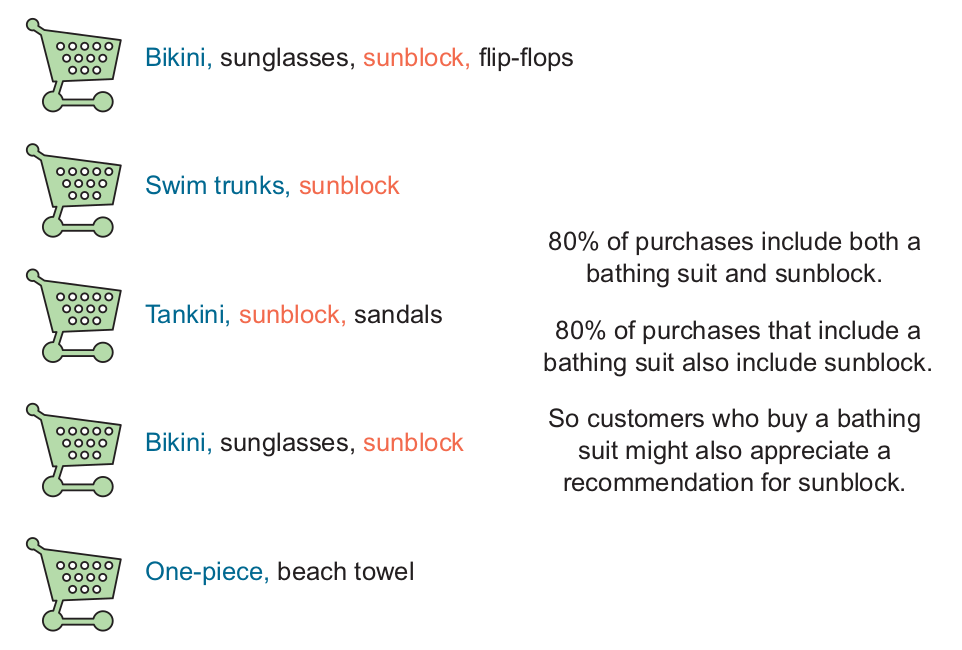 Bikini, sunglasses, sunblock, flip-flops
Swim trunks, sunblock
Tankini, sunblock, sandals
Bikini, sunglasses, sunblock
One-piece, beach towel
80% of purchases include both a
bathing suit and sunblock.
80% of purchases that include a
bathing suit also include sunblock.
So customers who buy a bathing
suit might also appreciate a
recommendation for sunblock.